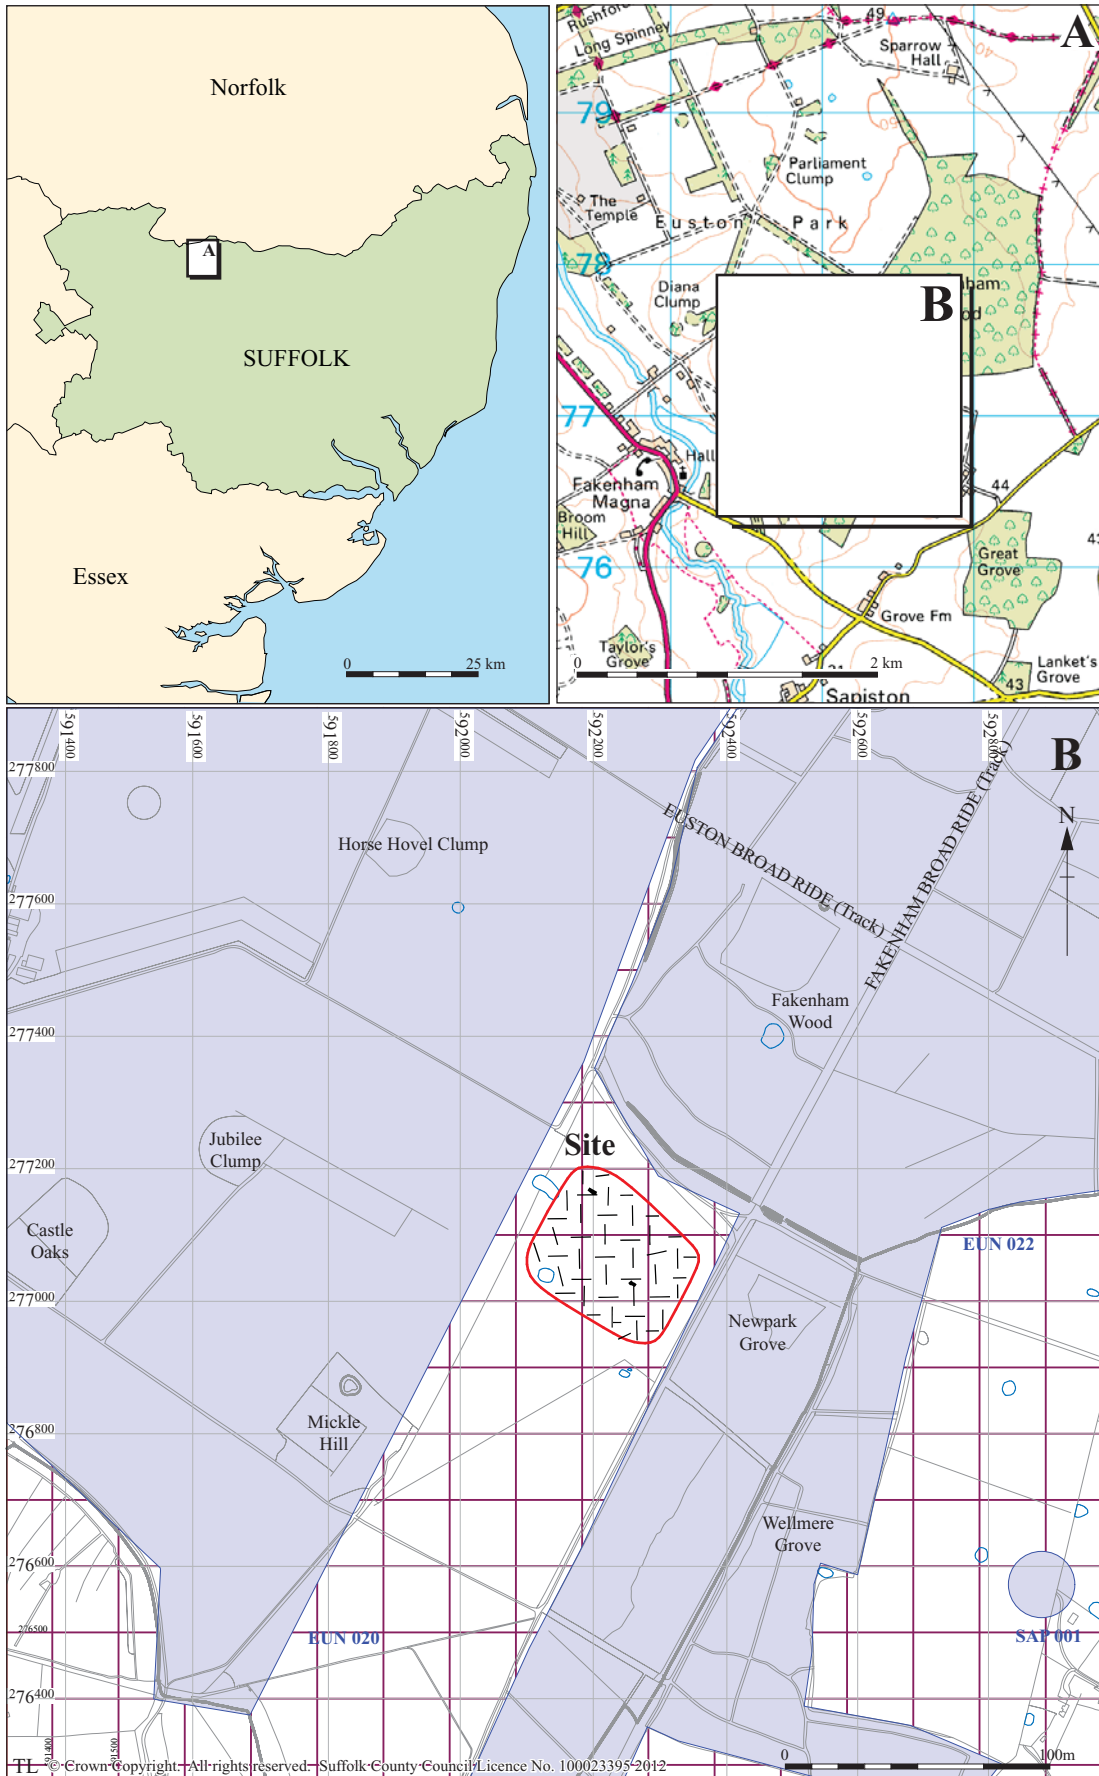 Norfolk
A
SUFFOLK
Essex
0
25 km
A
Rushford
Long Spinney
49
Sparrow
Hall
40
79
50
Parliament
Clump
The
Temple
Euston Park
78
Diana
Clump
B
77
Hall
Fakenham
Magna
44
Broom
Hill
76
Great
Grove
Grove Fm
Taylor's
Grove
Lanket's
Grove
43
0
2 km
Sapiston
591400
591600
591800
592000
592200
592400
592600
592800
B
277800
277600
277400
277200
277000
276800
276600
276500
276400
N
EUSTON BROAD RIDE (Track)
FAKENHAM BROAD RIDE (Track)
Horse Hovel Clump
Fakenham
Wood
Site
Jubilee
Clump
Castle
Oaks
EUN 022
Newpark
Grove
Mickle
Hill
Wellmere
Grove
EUN 020
SAP 001
0
100m
TL © Crown Copyright. All rights reserved. Suffolk County Council Licence No. 100023395 2012